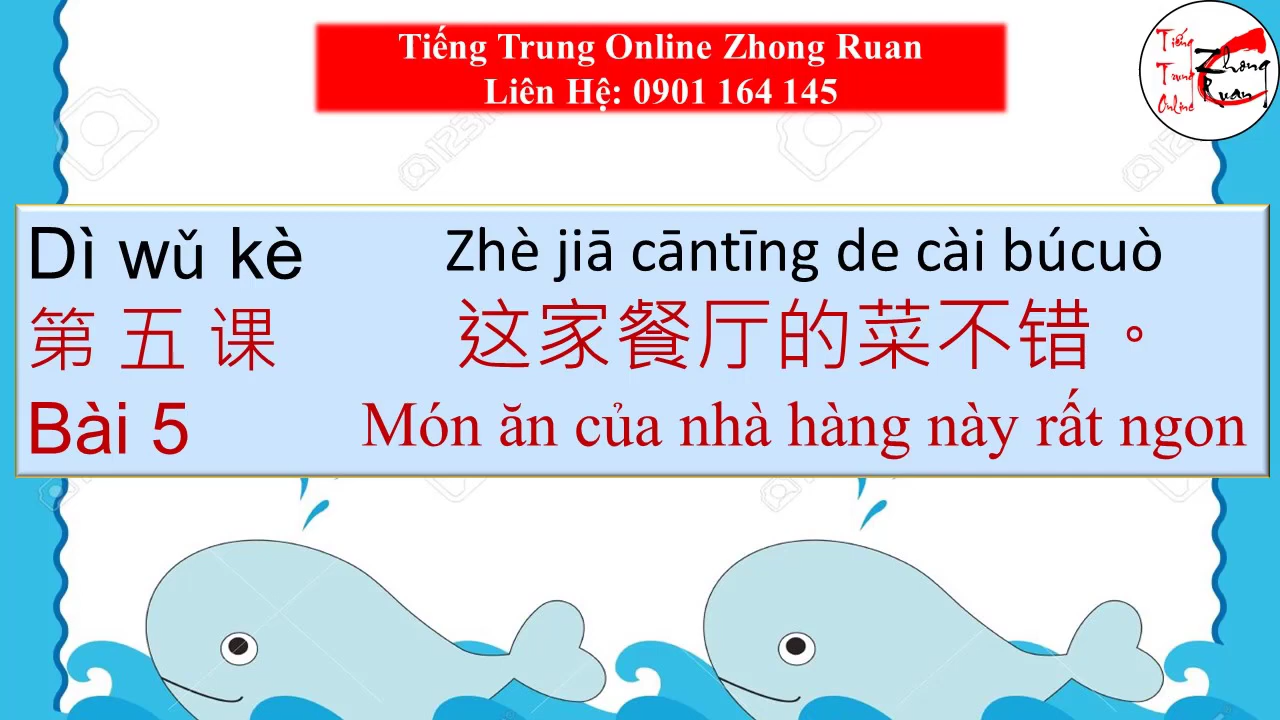 Tiếng Trung Online Zhong Ruan
Liên Hệ: 0901 164 145
Tiếng Trung Online
Zhong Ruan
Dì wǔ kè
Zhè jiā cāntīng de cài búcuò
第 五 课
这家餐厅的菜不错。
Bài 5
Món ăn của nhà hàng này rất ngon